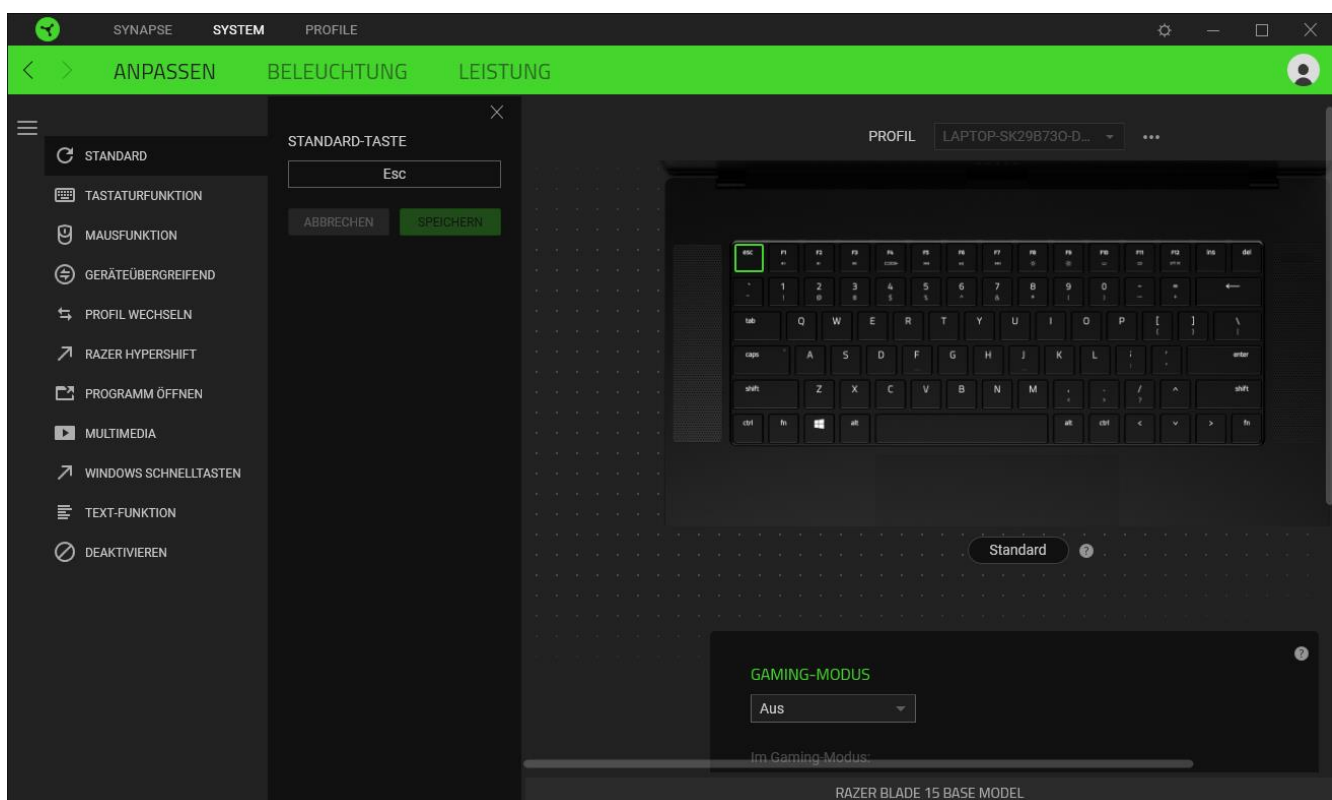 SYNAPSE SYSTEM PROFILE
ANPASSEN BELEUCHTUNG LEISTUNG
STANDARD
TASTATURFUNKTION
MAUSFUNKTION
GERÄTEÜBERGREIFEND
PROFIL WECHSELN
RAZER HYPERSHIFT
PROGRAMM ÖFFNEN
MULTIMEDIA
WINDOWS SCHNELLTASTEN
TEXT-FUNKTION
DEAKTIVIEREN
STANDARD-TASTE
Esc
ABBRECHEN SPEICHERN
PROFIL LAPTOP-SK29B73O-D... 
esc F1 F2 F3 F4 F5 F6 F7 F8 F9 F10 F11 F12 ins del
1 2 3 4 5 6 7 8 9 0
tab Q W E R T Y U I O P [ ] \
caps A S D F G H J K L enter
shift Z X C V B N M shift
ctrl fn alt alt ctrl fn
Standard
GAMING-MODUS
Aus
Im Gaming-Modus:
RAZER BLADE 15 BASE MODEL